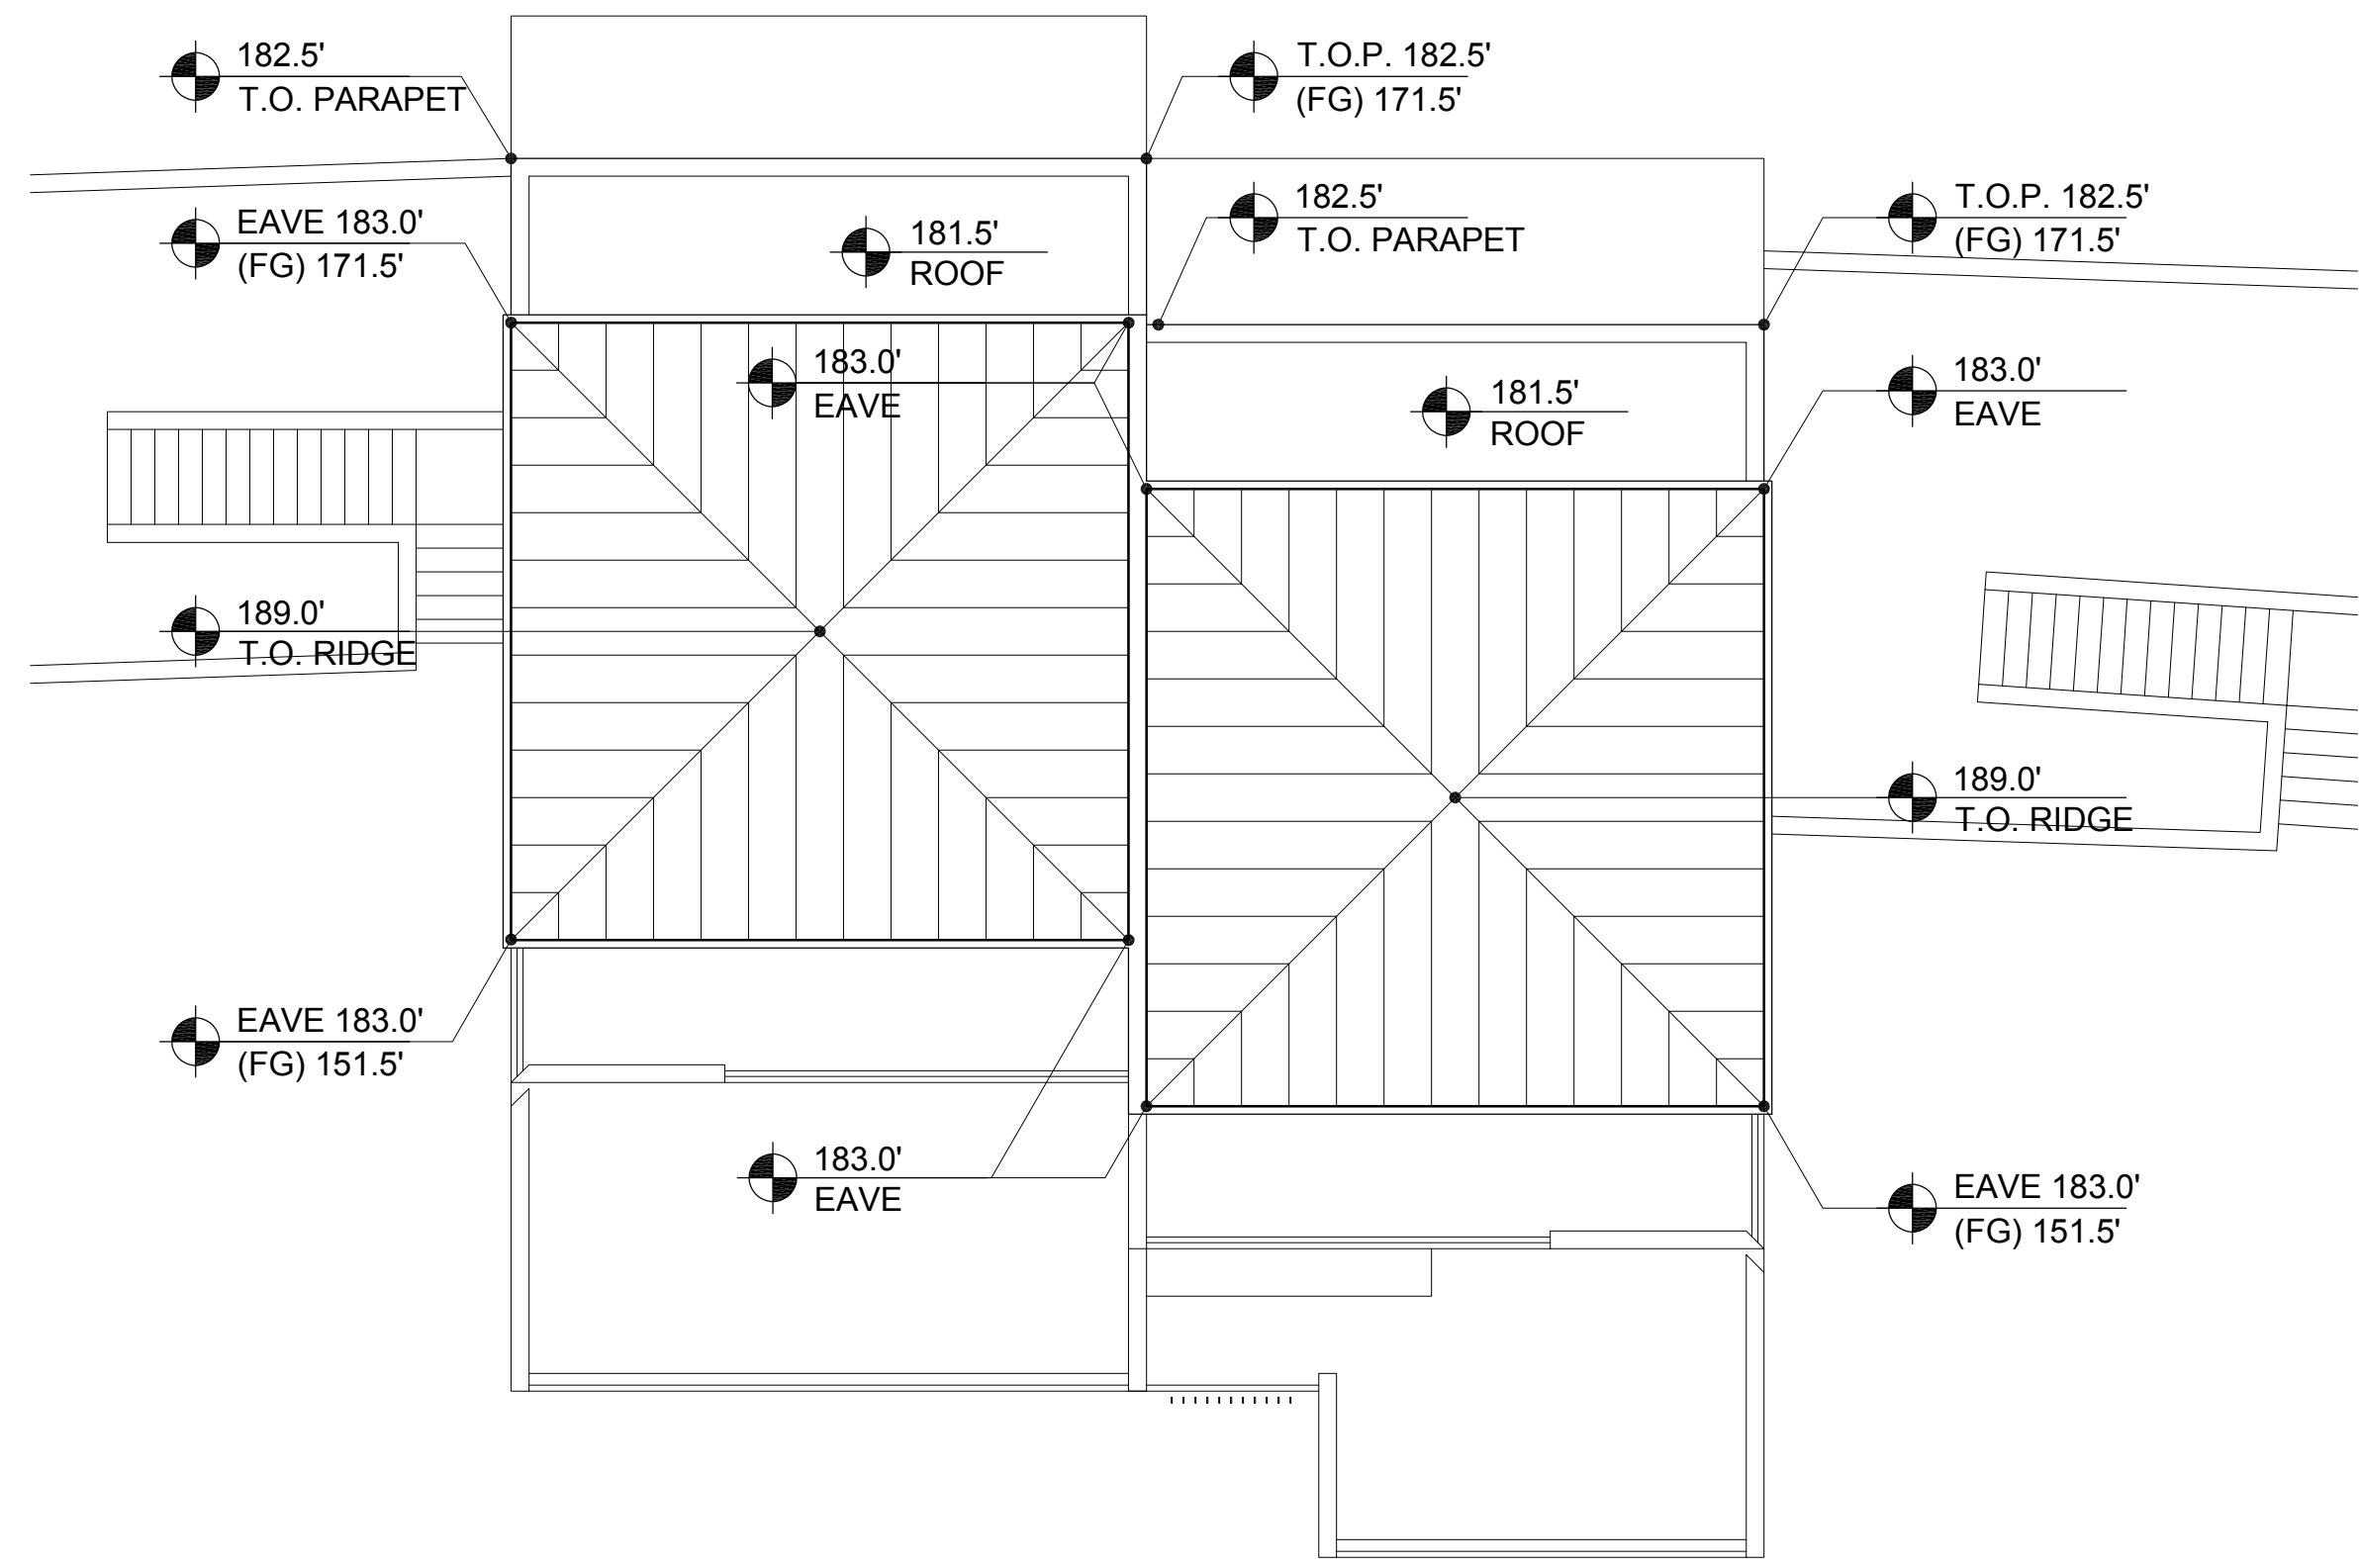 182.5'
T.O. PARAPET
T.O.P. 182.5'
(FG) 171.5'
EAVE 183.0'
(FG) 171.5'
181.5'
ROOF
182.5'
T.O. PARAPET
T.O.P. 182.5'
(FG) 171.5'
183.0'
EAVE
181.5'
ROOF
183.0'
EAVE
189.0'
T.O. RIDGE
189.0'
T.O. RIDGE
EAVE 183.0'
(FG) 151.5'
183.0'
EAVE
EAVE 183.0'
(FG) 151.5'